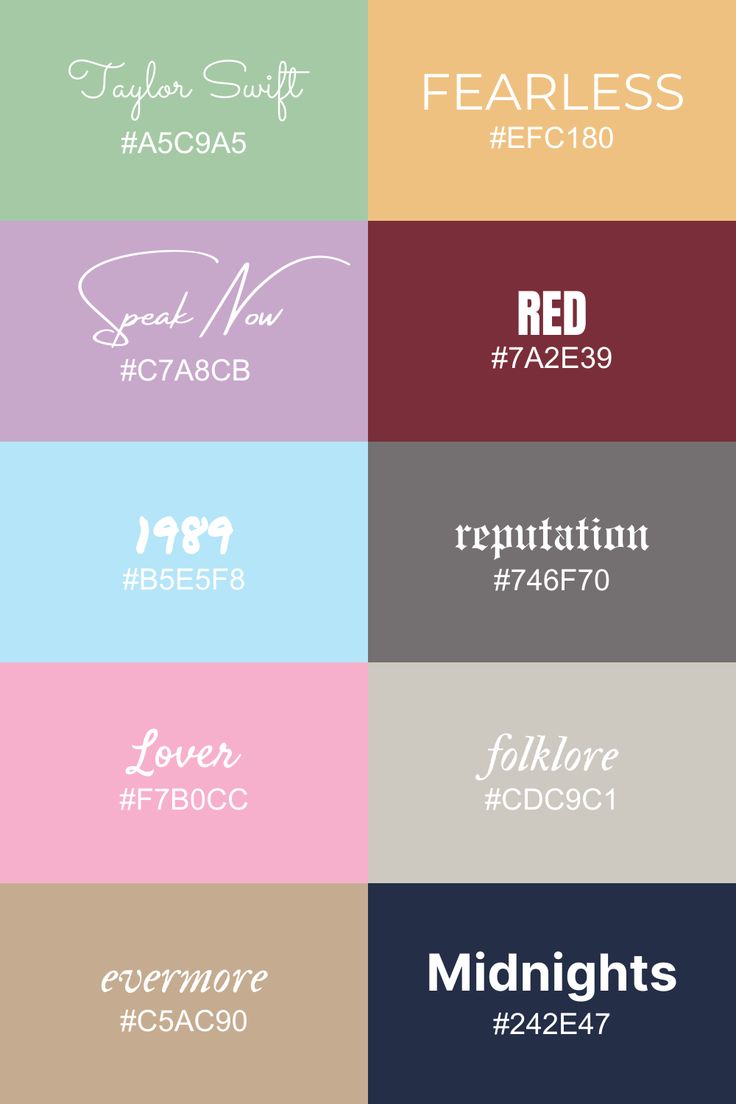 Taylor Swift
#A5C9A5
FEARLESS
#EFC180
Speak Now
#C7A8CB
RED
#7A2E39
1989
#B5E5F8
reputation
#746F70
Lover
#F7B0CC
folklore
#CDC9C1
evermore
#C5AC90
Midnights
#242E47